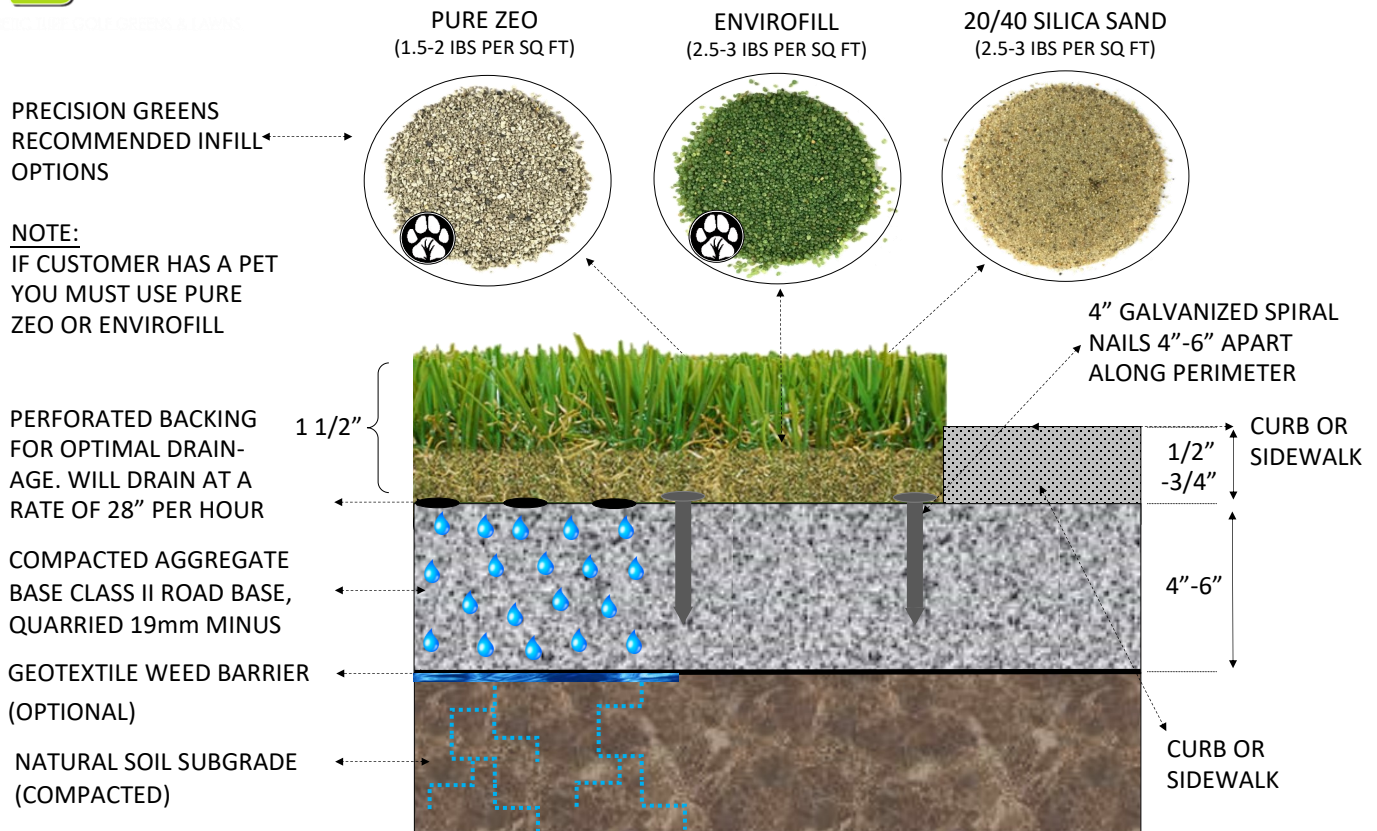 PURE ZEO
(1.5-2 IBS PER SQ FT)
ENVIROFILL
(2.5-3 IBS PER SQ FT)
20/40 SILICA SAND
(2.5-3 IBS PER SQ FT)
PRECISION GREENS
RECOMMENDED INFILL
OPTIONS
NOTE:
IF CUSTOMER HAS A PET
YOU MUST USE PURE
ZEO OR ENVIROFILL
4” GALVANIZED SPIRAL
NAILS 4”-6” APART
ALONG PERIMETER
PERFORATED BACKING
FOR OPTIMAL DRAIN-
AGE. WILL DRAIN AT A
RATE OF 28” PER HOUR
1 1/2”
CURB OR
SIDEWALK
1/2”
-3/4”
COMPACTED AGGREGATE
BASE CLASS II ROAD BASE,
QUARRIED 19mm MINUS
4”-6”
GEOTEXTILE WEED BARRIER
(OPTIONAL)
NATURAL SOIL SUBGRADE
(COMPACTED)
CURB OR
SIDEWALK